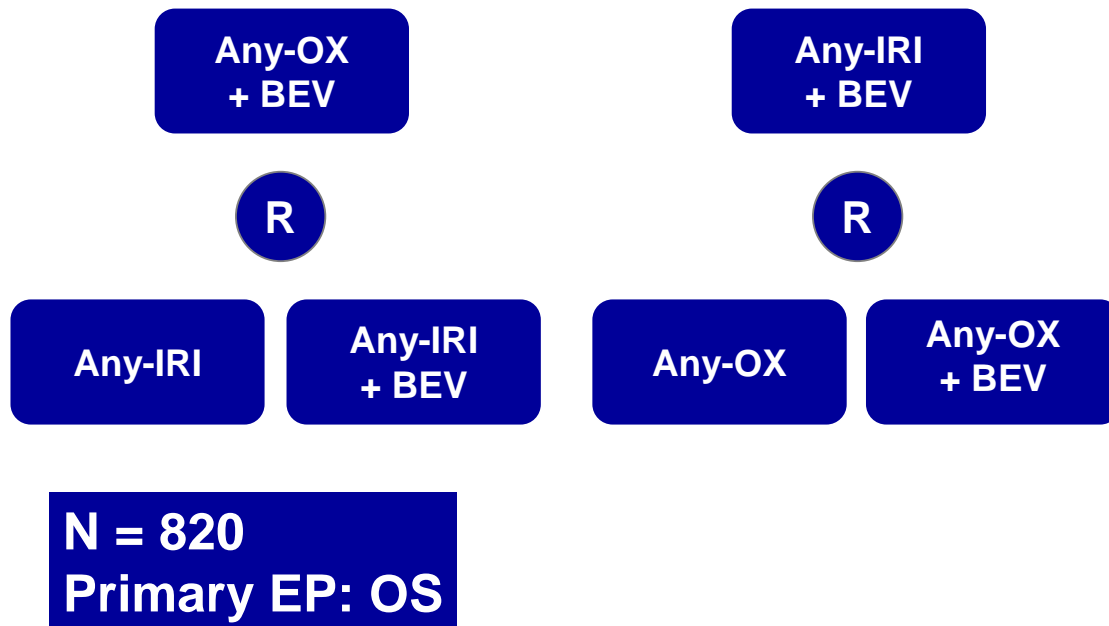 Any-OX
+ BEV
Any-IRI
+ BEV
R
R
Any-IRI
Any-IRI
+ BEV
Any-OX
Any-OX
+ BEV
N = 820
Primary EP: OS